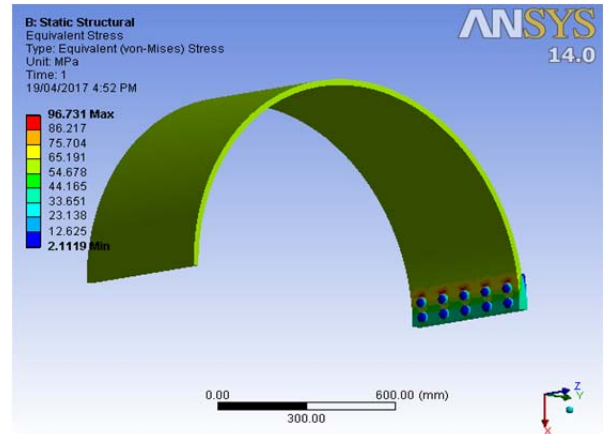 B: Static Structural
Equivalent Stress
Type: Equivalent (von-Mises) Stress
Unit: MPa
Time: 1
19/04/2017 4:52 PM
ANSYS
14.0
96.731 Max
86.217
75.704
65.191
54.678
44.165
33.651
23.138
12.625
2.1119 Min
0.00
600.00 (mm)
300.00
Z
Y
X